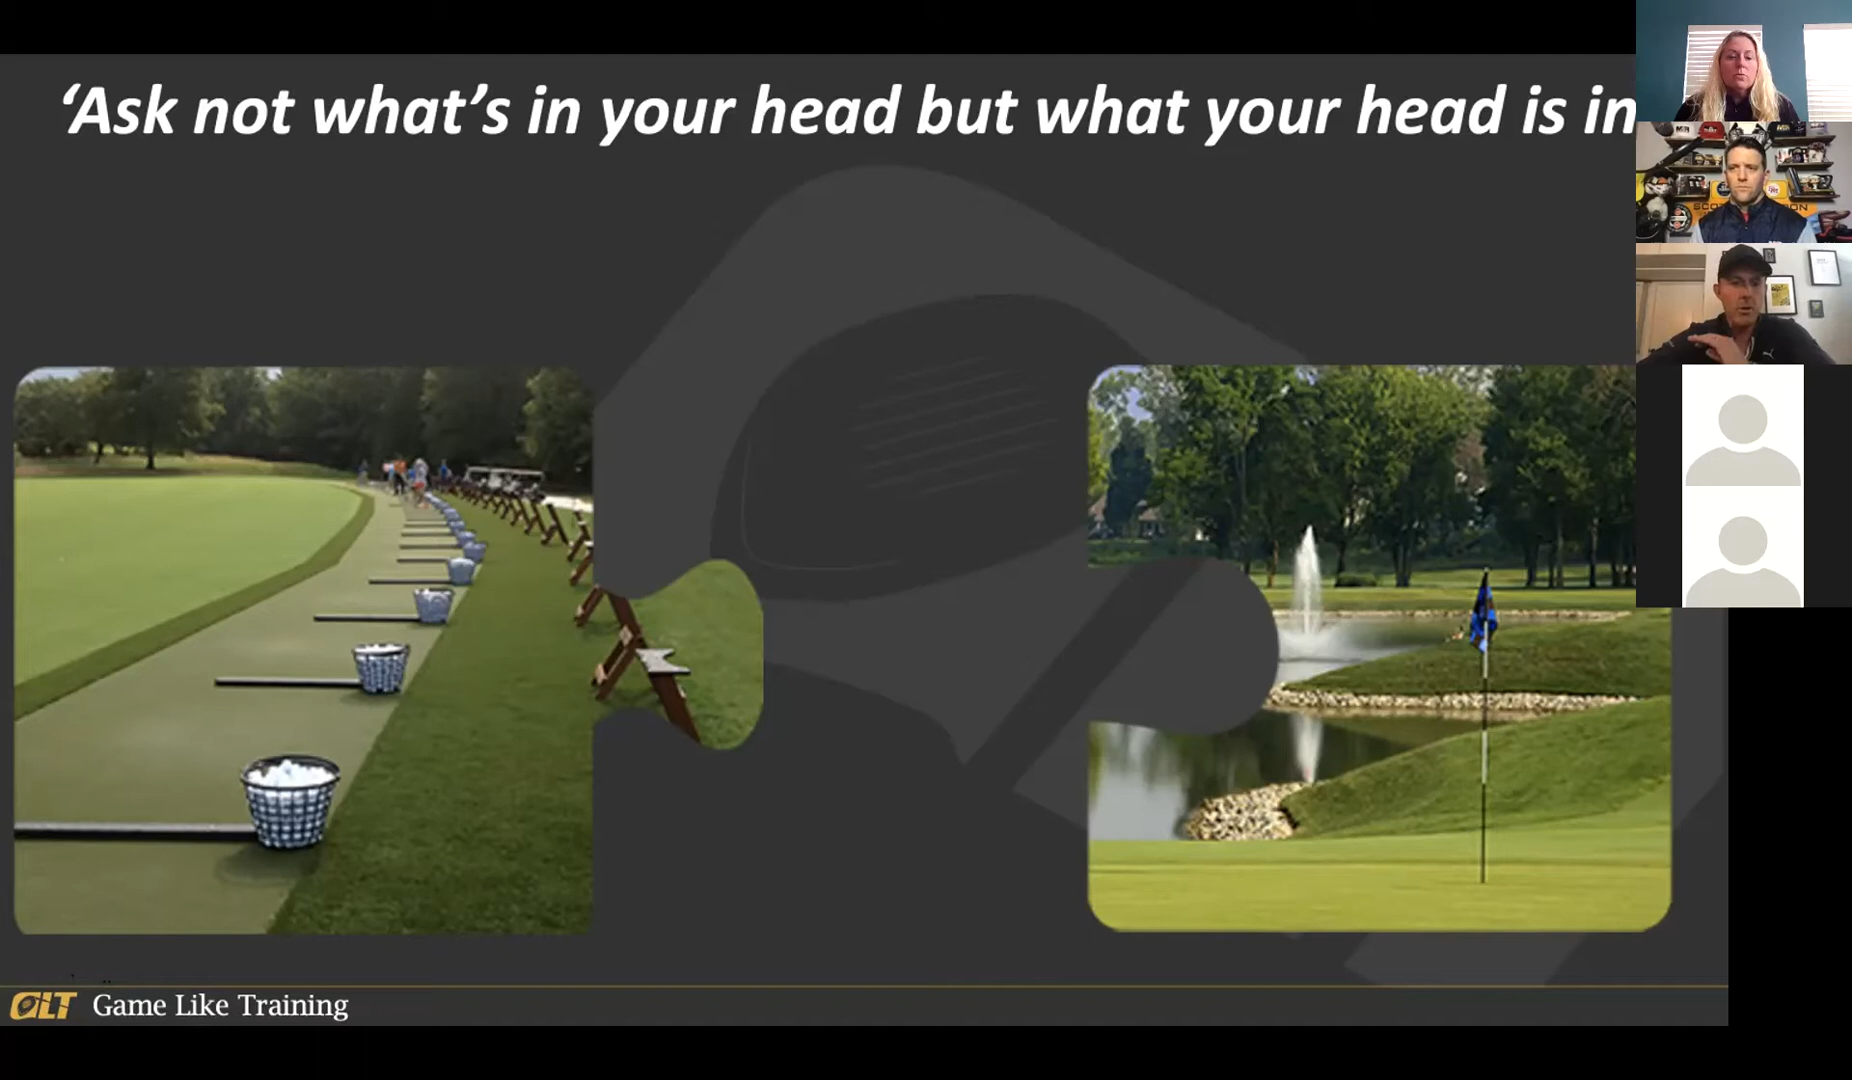 ‘Ask not what’s in your head but what your head is in
GLT Game Like Training